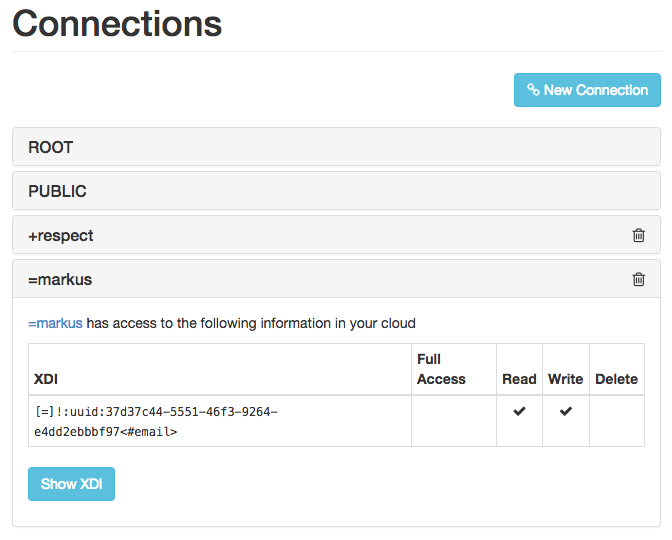 Connections
New Connection
ROOT
PUBLIC
+respect
=markus
=markus has access to the following information in your cloud
XDI Full Access Read Write Delete
[=]!:uuid:37d37c44-5551-46f3-9264-
e4dd2ebbbf97<#email>
Show XDI